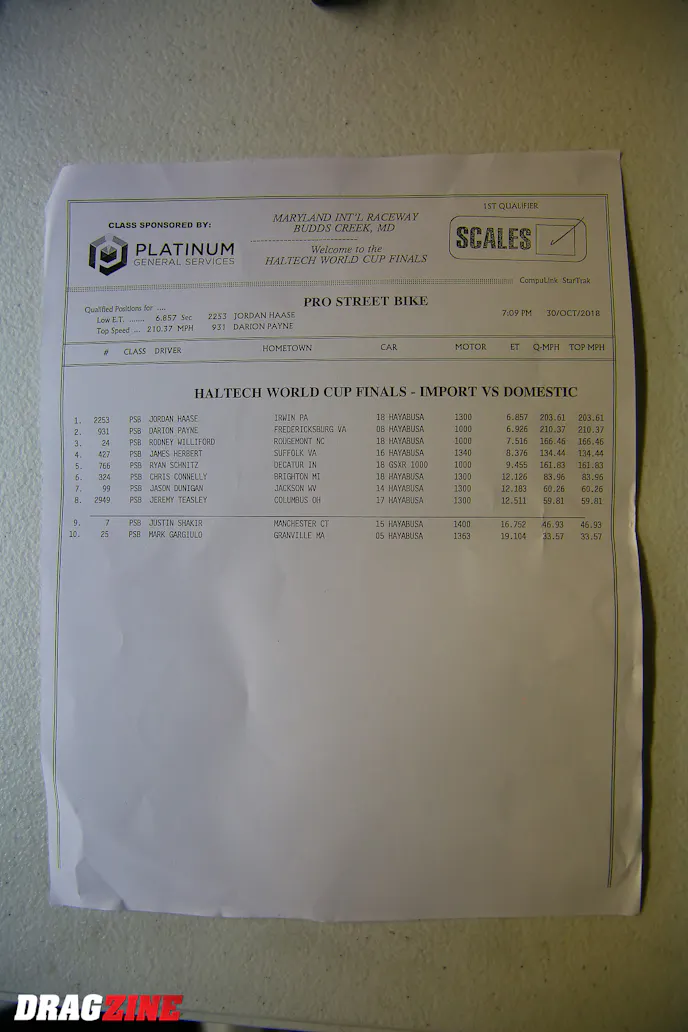 1ST QUALIFIER
CLASS SPONSORED BY:
PLATINUM
GENERAL SERVICES
MARYLAND INT'L RACEWAY
BUDDS CREEK, MD
Welcome to the
HALTECH WORLD CUP FINALS
SCALES
CompuLink StarTrak
PRO STREET BIKE
Qualified Positions for ....
Low E.T. ...... 6.857 Sec 2253 JORDAN HAASE
Top Speed ... 210.37 MPH 931 DARION PAYNE
7:09 PM 30/OCT/2018
# CLASS DRIVER HOMETOWN CAR MOTOR ET Q-MPH TOP MPH
HALTECH WORLD CUP FINALS - IMPORT VS DOMESTIC
1. 2253 PSB JORDAN HAASE IRWIN PA 18 HAYABUSA 1300 6.857 203.61 203.61
2. 931 PSB DARION PAYNE FREDERICKSBURG VA 08 HAYABUSA 1000 6.926 210.37 210.37
3. 24 PSB RODNEY WILLIFORD ROUGEMONT NC 18 HAYABUSA 1000 7.516 166.46 166.46
4. 427 PSB JAMES HERBERT SUFFOLK VA 16 HAYABUSA 1340 8.376 134.44 134.44
5. 766 PSB RYAN SCHNITZ DECATUR IN 18 GSXR 1000 1000 9.455 161.83 161.83
6. 324 PSB CHRIS CONNELLY BRIGHTON MI 18 HAYABUSA 1300 12.126 83.96 83.96
7. 99 PSB JASON DUNIGAN JACKSON WV 14 HAYABUSA 1300 12.183 60.26 60.26
8. 2949 PSB JEREMY TEASLEY COLUMBUS OH 17 HAYABUSA 1300 12.511 59.81 59.81
9. 7 PSB JUSTIN SHAKIR MANCHESTER CT 15 HAYABUSA 1400 16.752 46.93 46.93
10. 25 PSB MARK GARGIULO GRANVILLE MA 05 HAYABUSA 1363 19.104 33.57 33.57
DRAGZINE